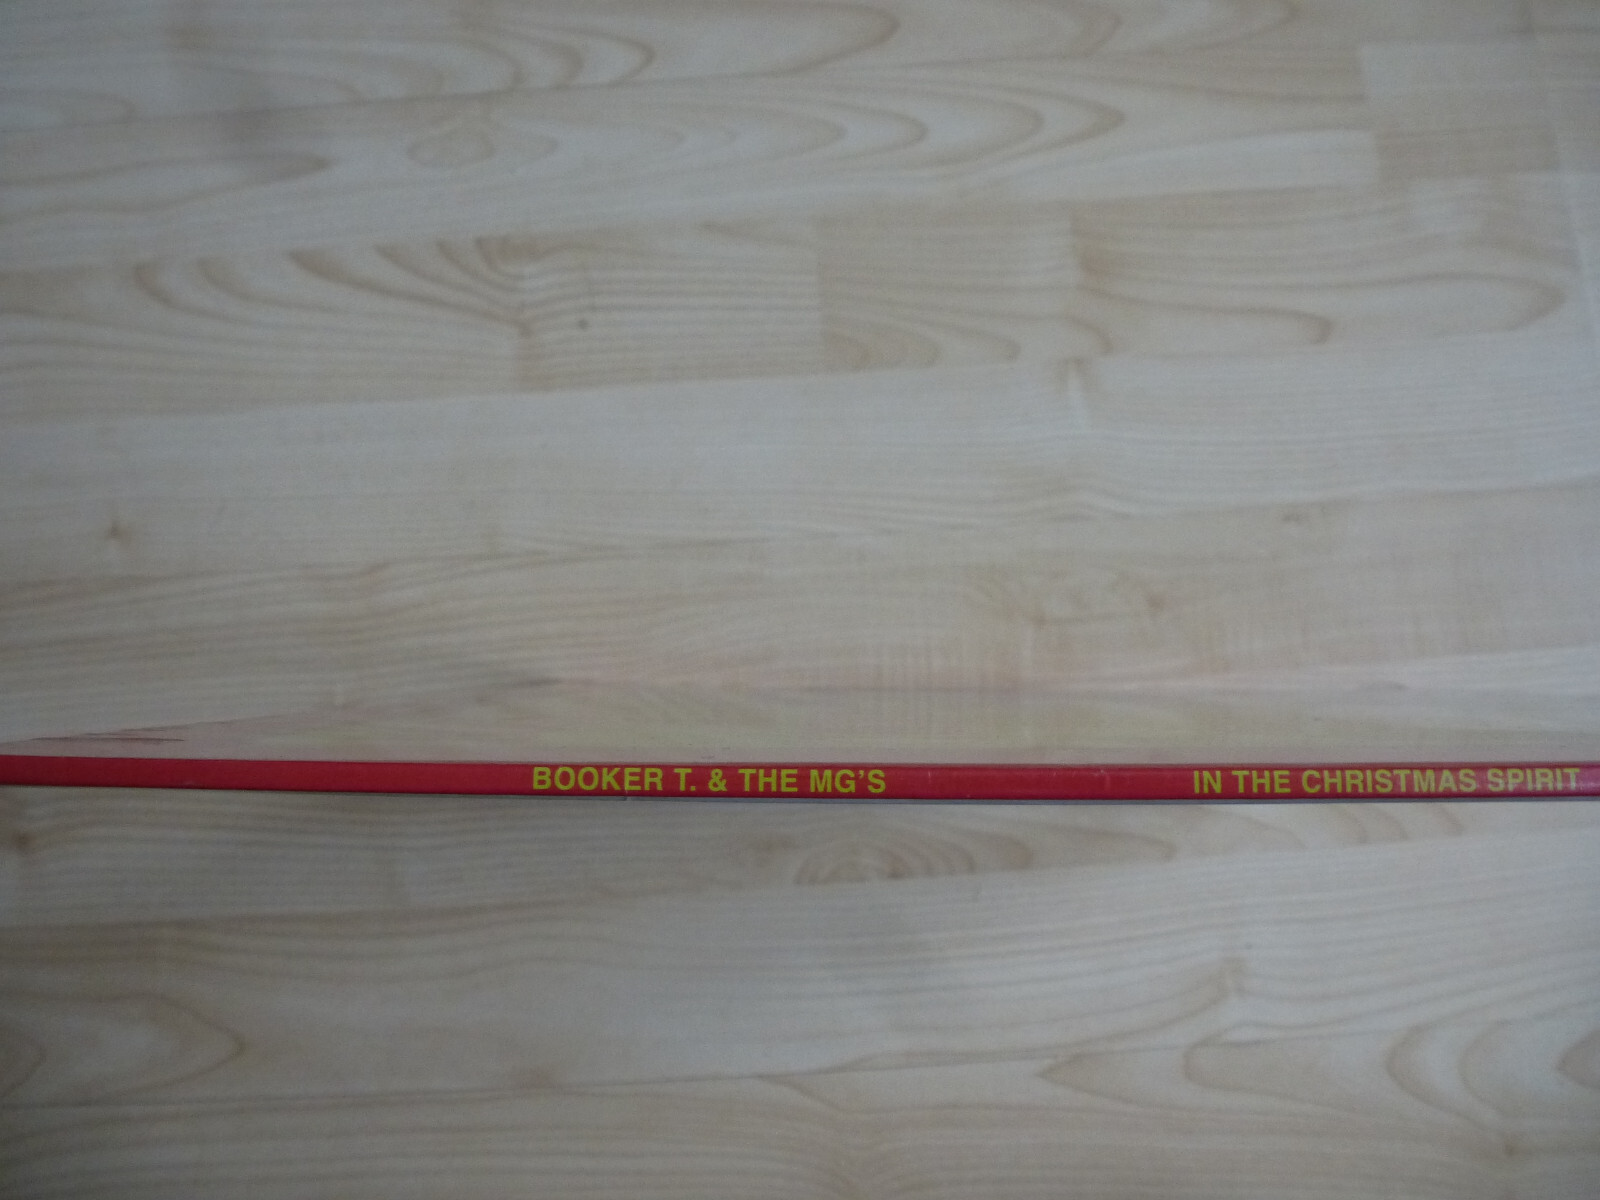 BOOKER T. & THE MG'S IN THE CHRISTMAS SPIRIT